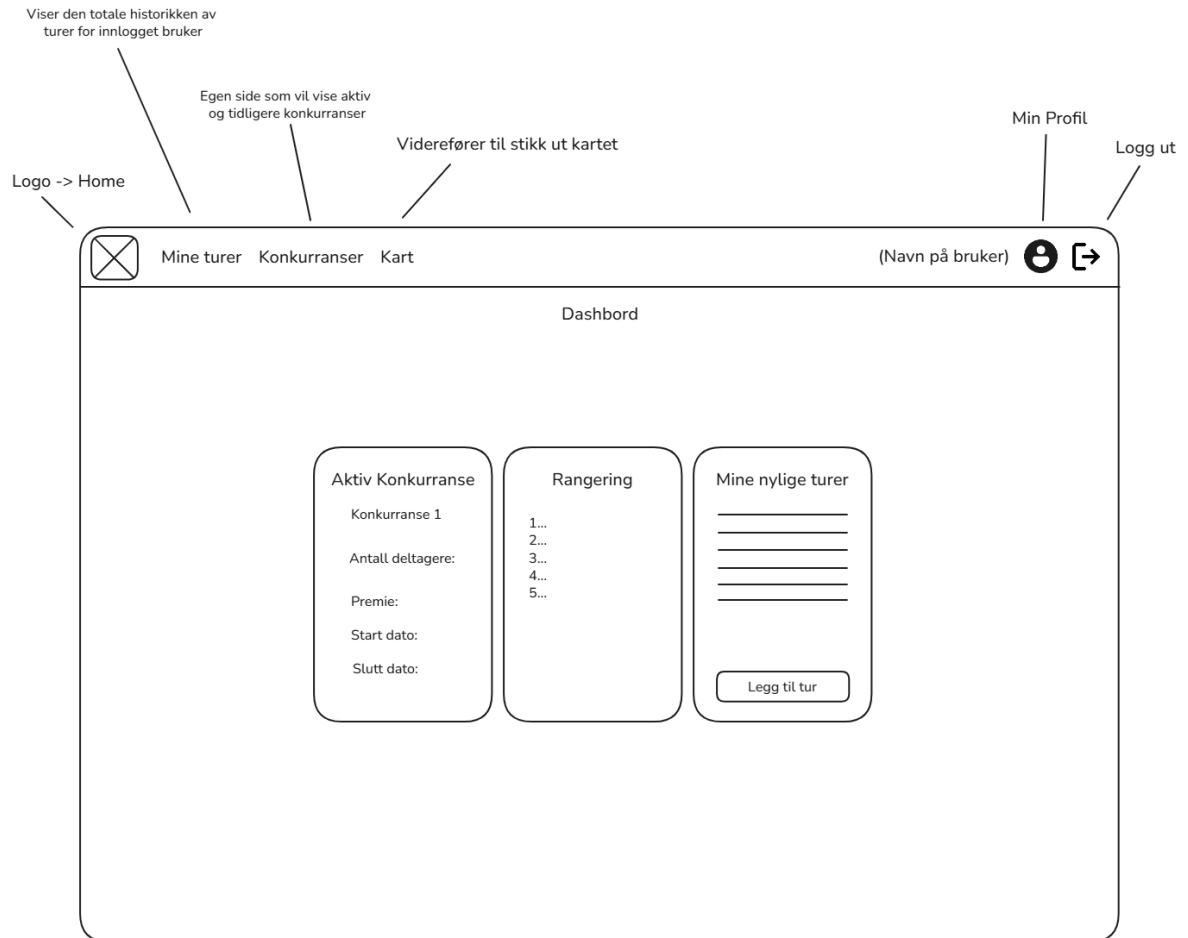 Viser den totale historikken av
turer for innlogget bruker
Egen side som vil vise aktiv
og tidligere konkurranser
Viderefører til stikk ut kartet
Min Profil
Logg ut
Logo -> Home
Mine turer
Konkurranser
Kart
(Navn på bruker)
Dashbord
Aktiv Konkurranse
Konkurranse 1
Antall deltagere:
Premie:
Start dato:
Slutt dato:
Rangering
1...
2...
3...
4...
5...
Mine nylige turer
Legg til tur